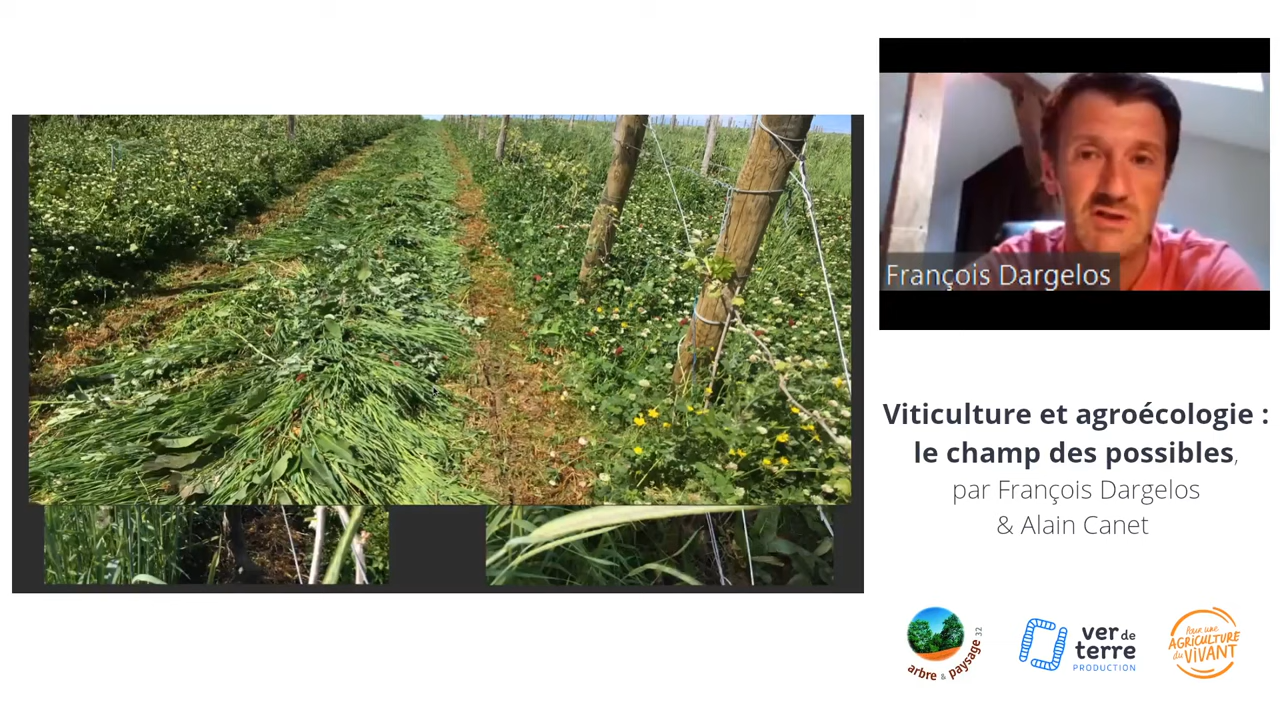 François Dargelos
Viticulture et agroécologie :
le champ des possibles,
par François Dargelos
& Alain Canet
arbre & paysage 32
ver de
terre
PRODUCTION
Pour une
AGRICULTURE
du VIVANT